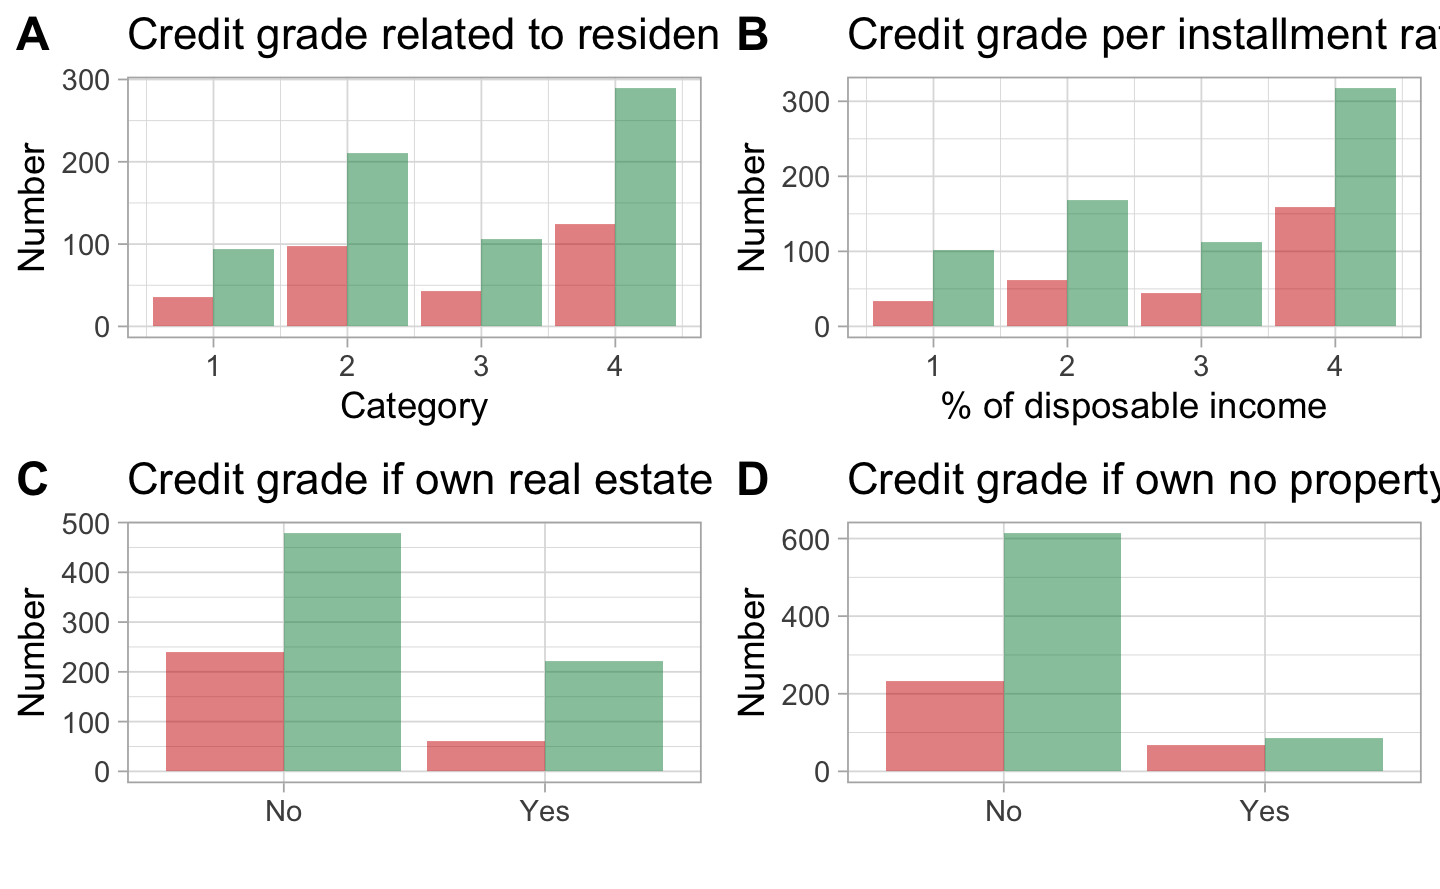 A Credit grade related to residen
300
200
100
0
Number
1 2 3 4
Category
B Credit grade per installment rat
300
200
100
0
Number
1 2 3 4
% of disposable income
C Credit grade if own real estate
500
400
300
200
100
0
Number
No Yes
D Credit grade if own no property
600
400
200
0
Number
No Yes